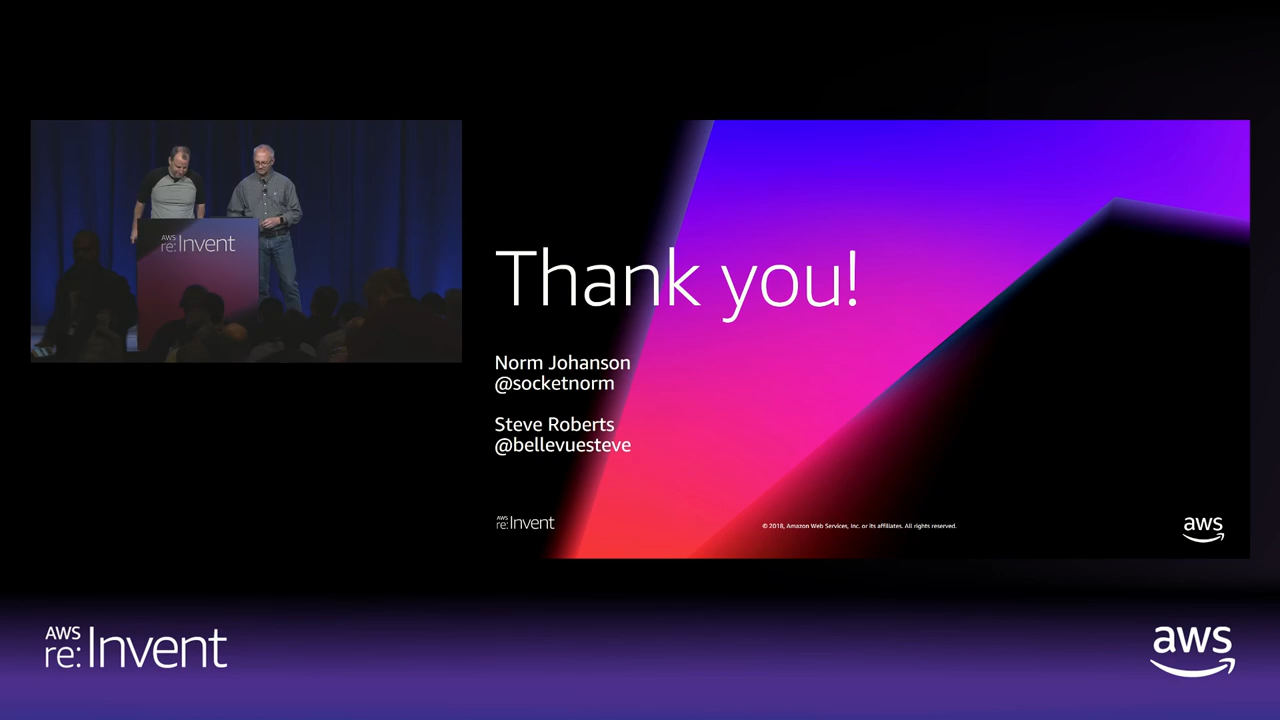 AWS
re:Invent
Thank you!
Norm Johanson
@socketnorm
Steve Roberts
@bellevuesteve
AWS
re:Invent
© 2018, Amazon Web Services, Inc. or its affiliates. All rights reserved.
aws
AWS
re:Invent
aws